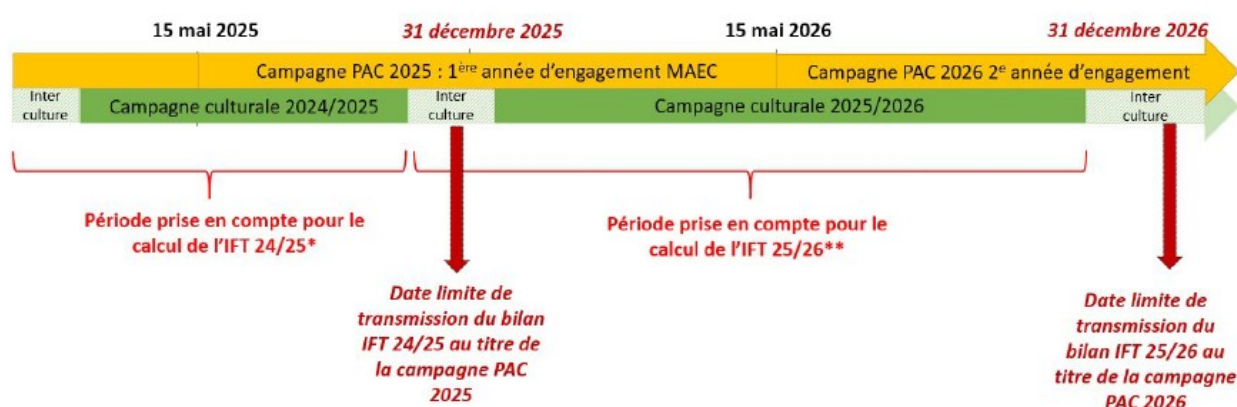 15 mai 2025
31 décembre 2025
15 mai 2026
31 décembre 2026
Campagne PAC 2025 : 1ère année d'engagement MAEC
Campagne PAC 2026 2e année d'engagement
Inter
culture
Campagne culturale 2024/2025
Inter
culture
Campagne culturale 2025/2026
Inter
culture
Période prise en compte pour le
calcul de l'IFT 24/25*
Période prise en compte pour le
calcul de l'IFT 25/26**
Date limite de
transmission du bilan
IFT 24/25 au titre de
la campagne PAC
2025
Date limite de
transmission du
bilan IFT 25/26 au
titre de la campagne
PAC 2026